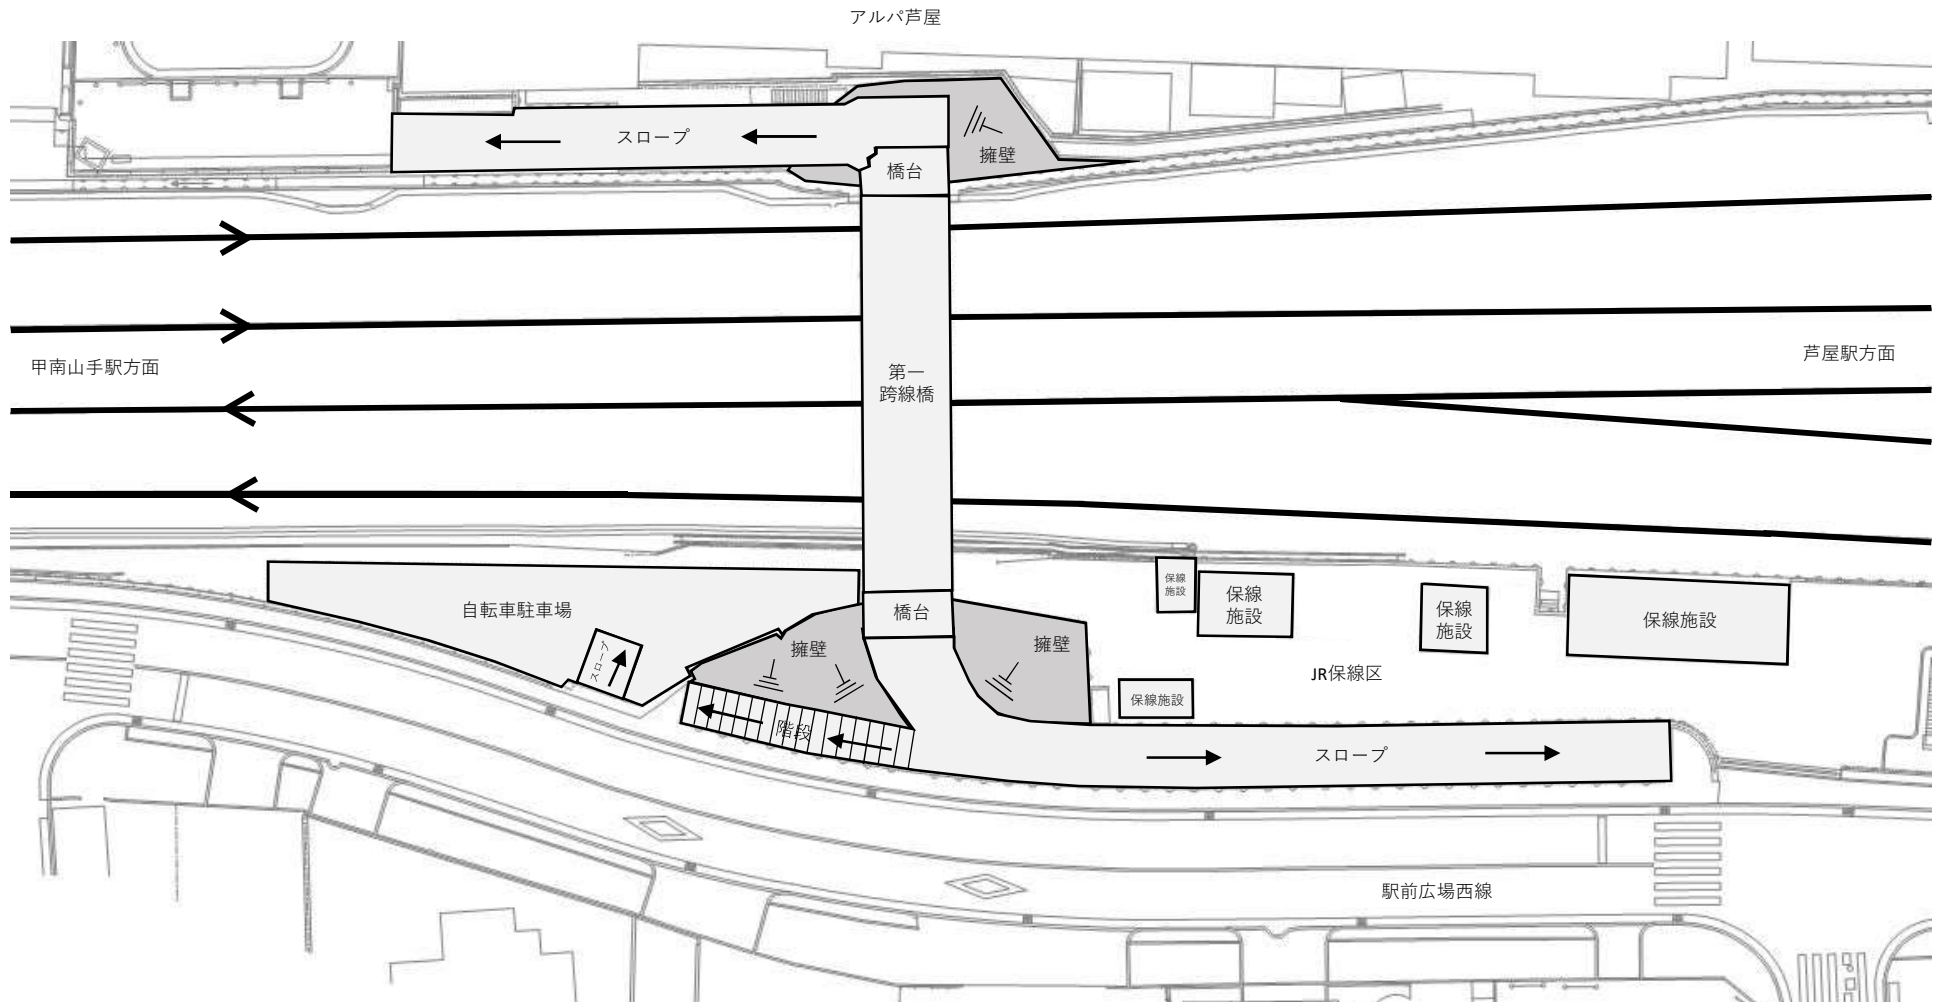 アルパ芦屋
スロープ
擁壁
橋台
甲南山手駅方面
第一
跨線橋
芦屋駅方面
自転車駐車場
スロープ
橋台
擁壁
擁壁
保線
施設
保線
施設
保線
施設
保線施設
JR保線区
保線施設
階段
スロープ
駅前広場西線